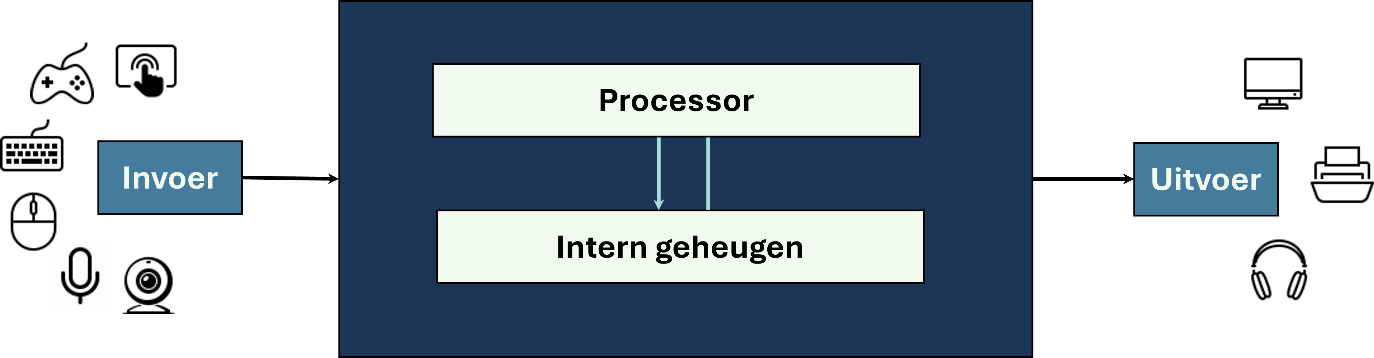 Processor
Invoer
Uitvoer
Intern geheugen